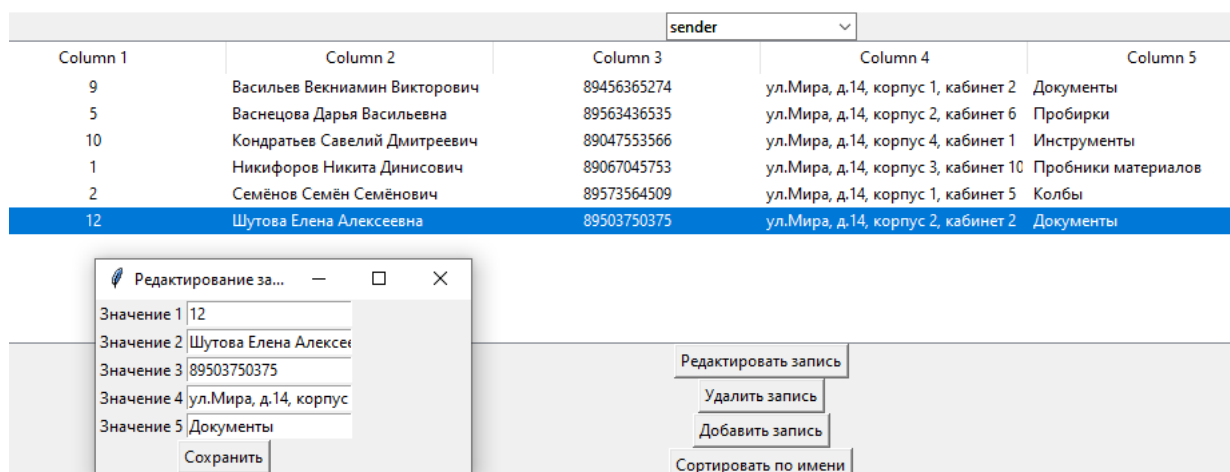 sender
Column 1 Column 2 Column 3 Column 4 Column 5
9 Васильев Векниамин Викторович 89456365274 ул.Мира, д.14, корпус 1, кабинет 2 Документы
5 Васнецова Дарья Васильевна 89563436535 ул.Мира, д.14, корпус 2, кабинет 6 Пробирки
10 Кондратьев Савелий Дмитреевич 89047553566 ул.Мира, д.14, корпус 4, кабинет 1 Инструменты
1 Никифоров Никита Динисович 89067045753 ул.Мира, д.14, корпус 3, кабинет 10 Пробники материалов
2 Семёнов Семён Семёнович 89573564509 ул.Мира, д.14, корпус 1, кабинет 5 Колбы
12 Шутова Елена Алексеевна 89503750375 ул.Мира, д.14, корпус 2, кабинет 2 Документы
Редактирование за...
Значение 1 12
Значение 2 Шутова Елена Алексее
Значение 3 89503750375
Значение 4 ул.Мира, д.14, корпус
Значение 5 Документы
Сохранить
Редактировать запись
Удалить запись
Добавить запись
Сортировать по имени